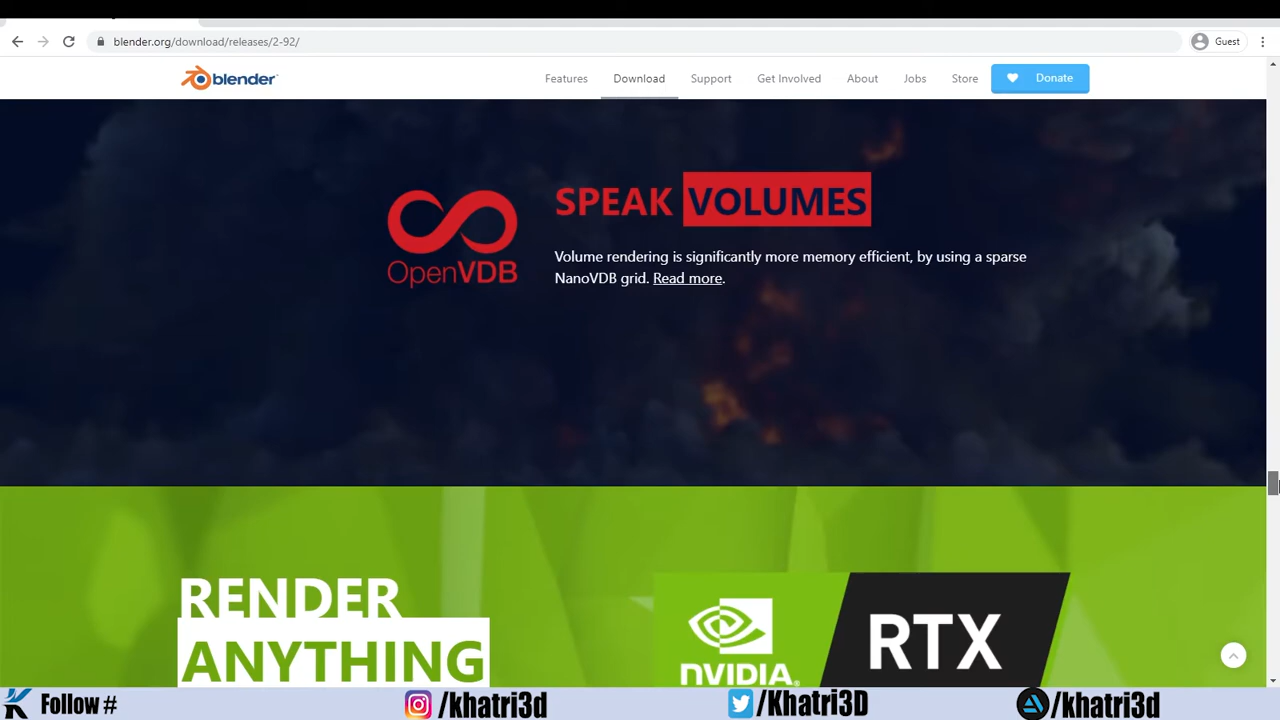 blender.org/download/releases/2-92/
Guest
blender
Features Download Support Get Involved About Jobs Store Donate
SPEAK VOLUMES
OpenVDB
Volume rendering is significantly more memory efficient, by using a sparse
NanoVDB grid. Read more.
RENDER
ANYTHING
NVIDIA.
RTX
Follow # /khatri3d /Khatri3D /khatri3d